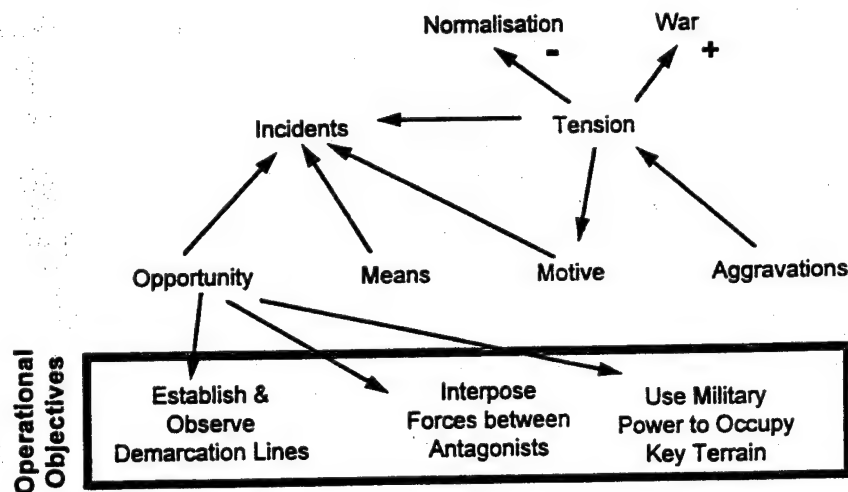 Normalisation
War
-
+
Incidents
Tension
Opportunity
Means
Motive
Aggravations
Operational
Objectives
Establish &
Observe
Demarcation Lines
Interpose
Forces between
Antagonists
Use Military
Power to Occupy
Key Terrain